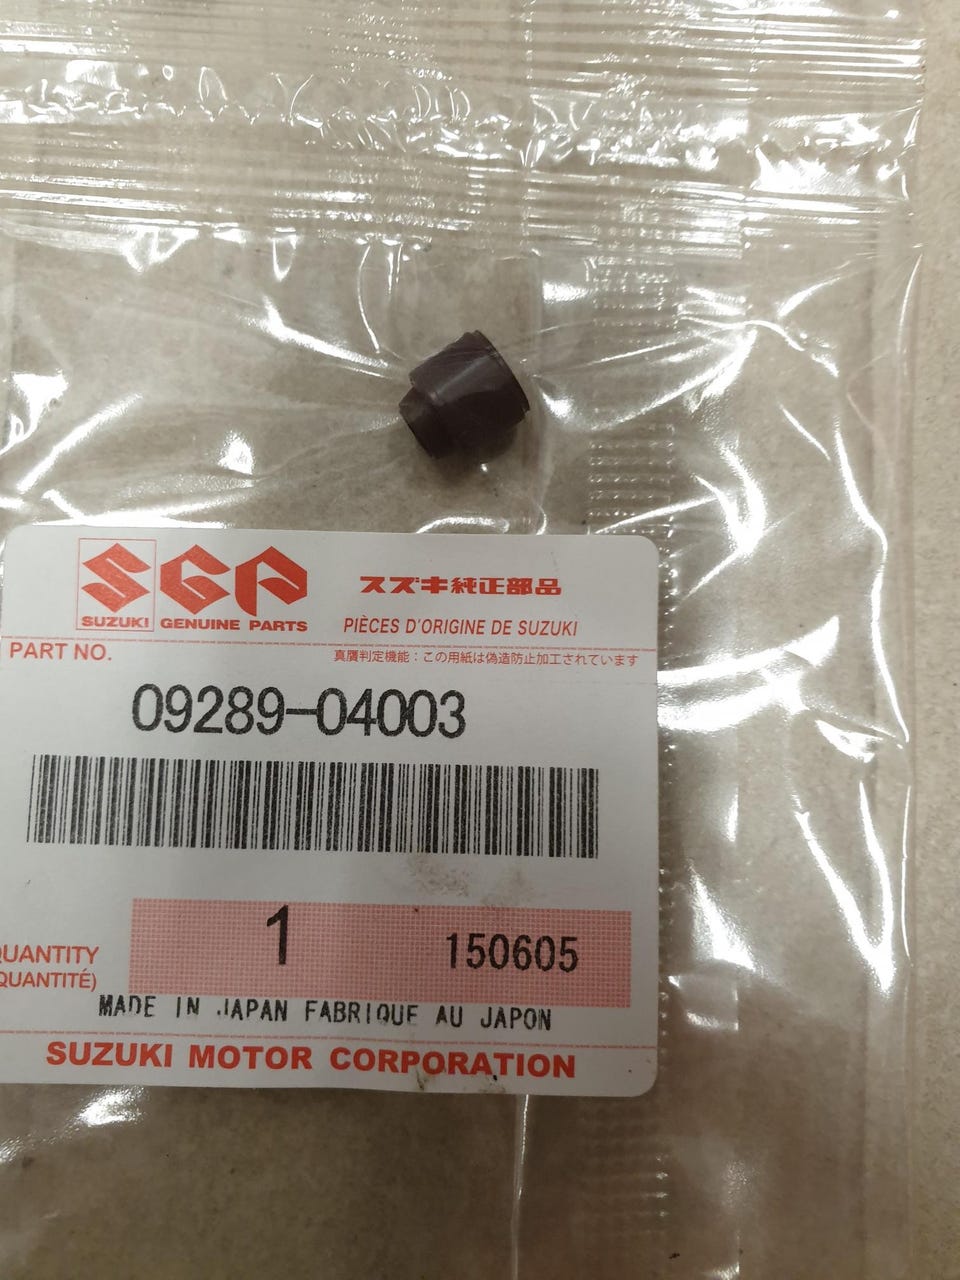 SGP
スズキ純正部品
SUZUKI GENUINE PARTS
PIÈCES D'ORIGINE DE SUZUKI
PART NO.
真贋判定機能：この用紙は偽造防止加工されています
09289-04003
QUANTITY 1 150605
(QUANTITÉ)
MADE IN JAPAN FABRIQUE AU JAPON
SUZUKI MOTOR CORPORATION